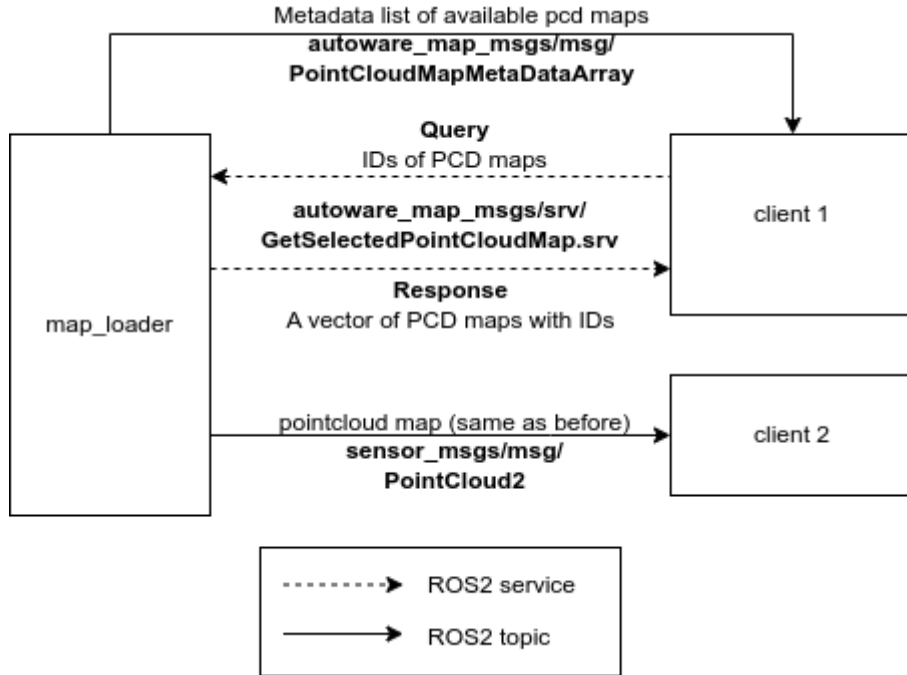 Metadata list of available pcd maps
autoware_map_msgs/msg/
PointCloudMapMetaDataArray
Query
IDs of PCD maps
autoware_map_msgs/srv/
GetSelectedPointCloudMap.srv
Response
A vector of PCD maps with IDs
map_loader
client 1
pointcloud map (same as before)
sensor_msgs/msg/
PointCloud2
client 2
ROS2 service
ROS2 topic